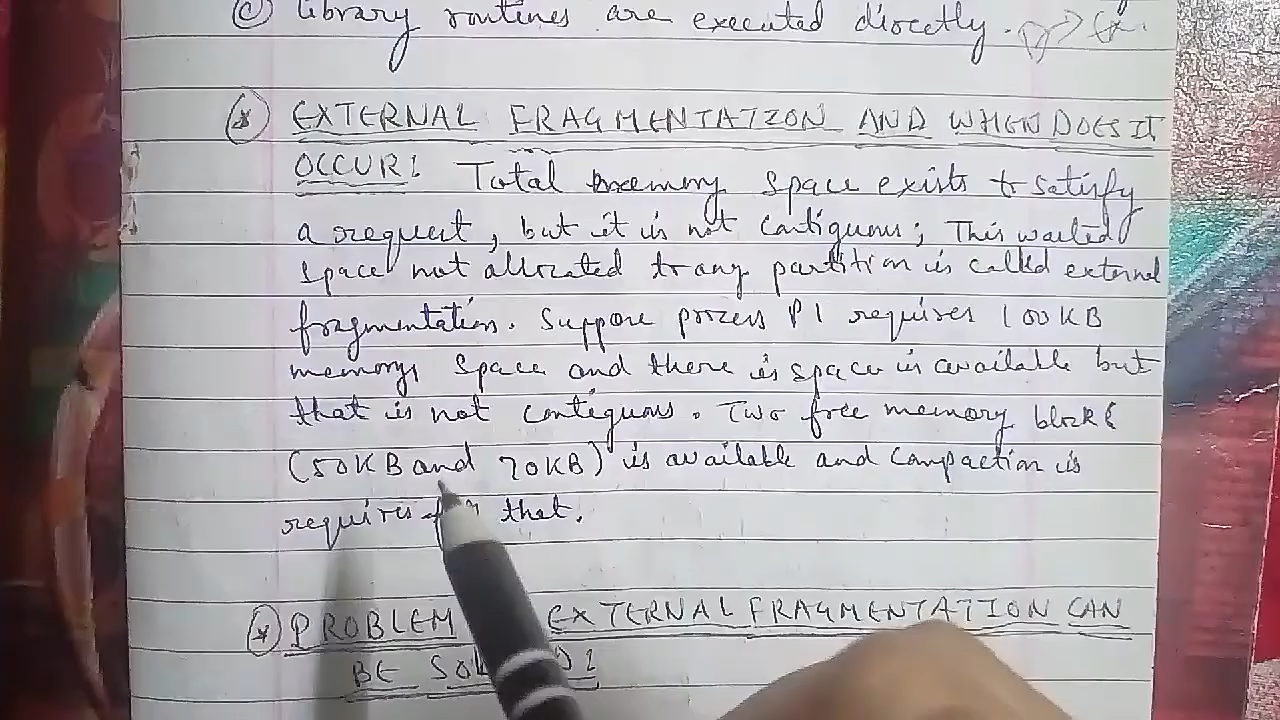 (c) library routines are executed directly.
EXTERNAL FRAGMENTATION AND WHEN DOES IT
OCCUR: Total memory space exists to satisfy
a request, but it is not contiguous; This wasted
space not allocated to any partition is called external
fragmentation. Suppose process P1 requires 100KB
memory space and there is space is available but
that is not contiguous. Two free memory blocks
(50KB and 70KB) is available and compaction is
requires for that.
PROBLEM EXTERNAL FRAGMENTATION CAN
BE